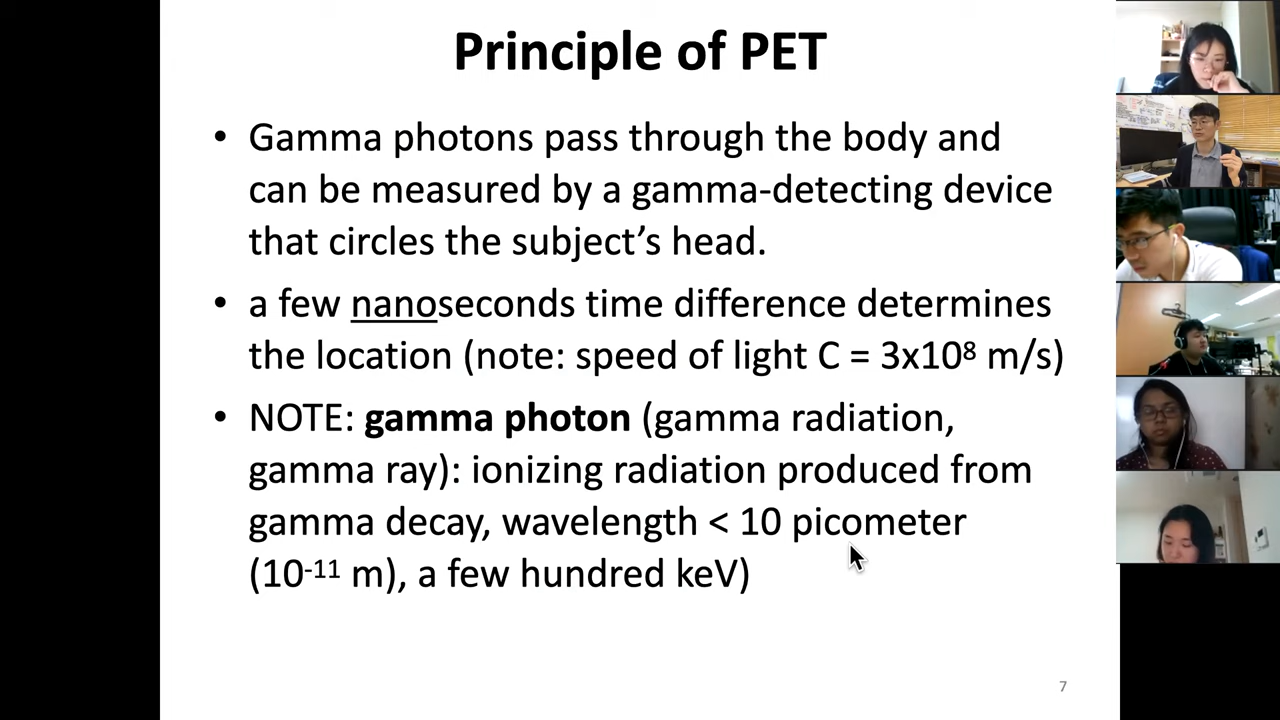 Principle of PET
• Gamma photons pass through the body and
can be measured by a gamma-detecting device
that circles the subject’s head.
• a few nanoseconds time difference determines
the location (note: speed of light C = 3x10⁸ m/s)
• NOTE: gamma photon (gamma radiation,
gamma ray): ionizing radiation produced from
gamma decay, wavelength < 10 picometer
(10⁻¹¹ m), a few hundred keV)
7